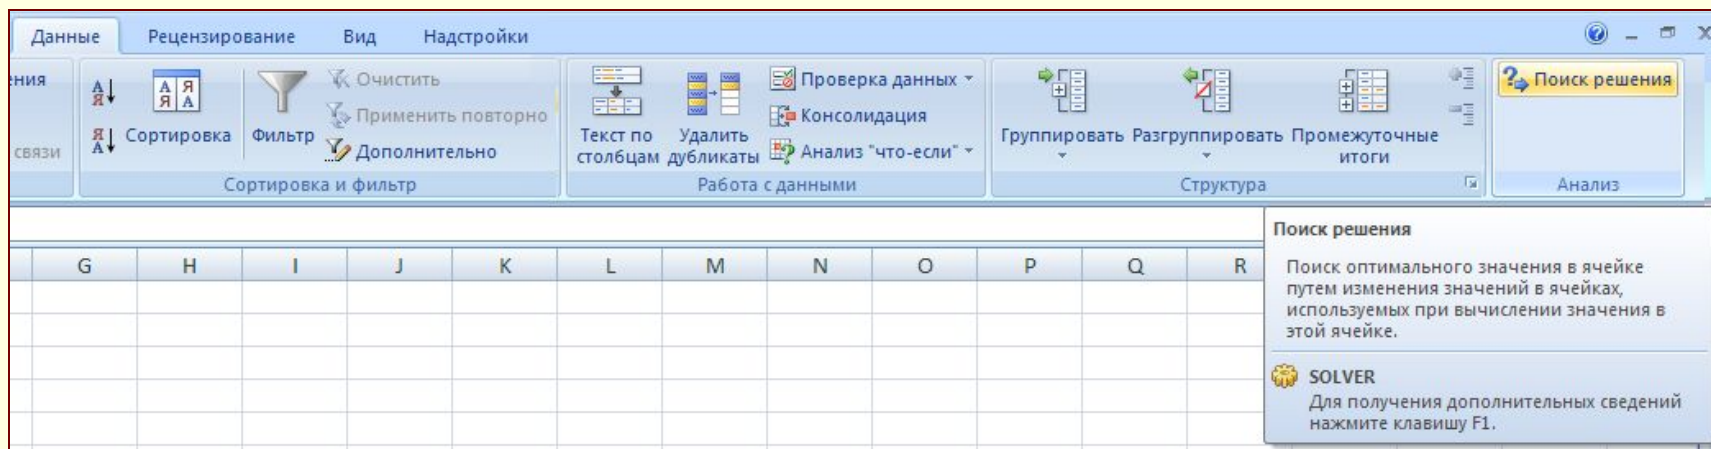 Данные Рецензирование Вид Надстройки
ения
связи
А Я
Я А
А Я
Я А
Сортировка
Фильтр
Очистить
Применить повторно
Дополнительно
Сортировка и фильтр
Текст по
столбцам
Удалить
дубликаты
Проверка данных
Консолидация
Анализ "что-если"
Работа с данными
Группировать
Разгруппировать
Промежуточные
итоги
Структура
Поиск решения
Анализ
G H I J K L M N O P Q R
Поиск решения
Поиск оптимального значения в ячейке
путем изменения значений в ячейках,
используемых при вычислении значения в
этой ячейке.
SOLVER
Для получения дополнительных сведений
нажмите клавишу F1.